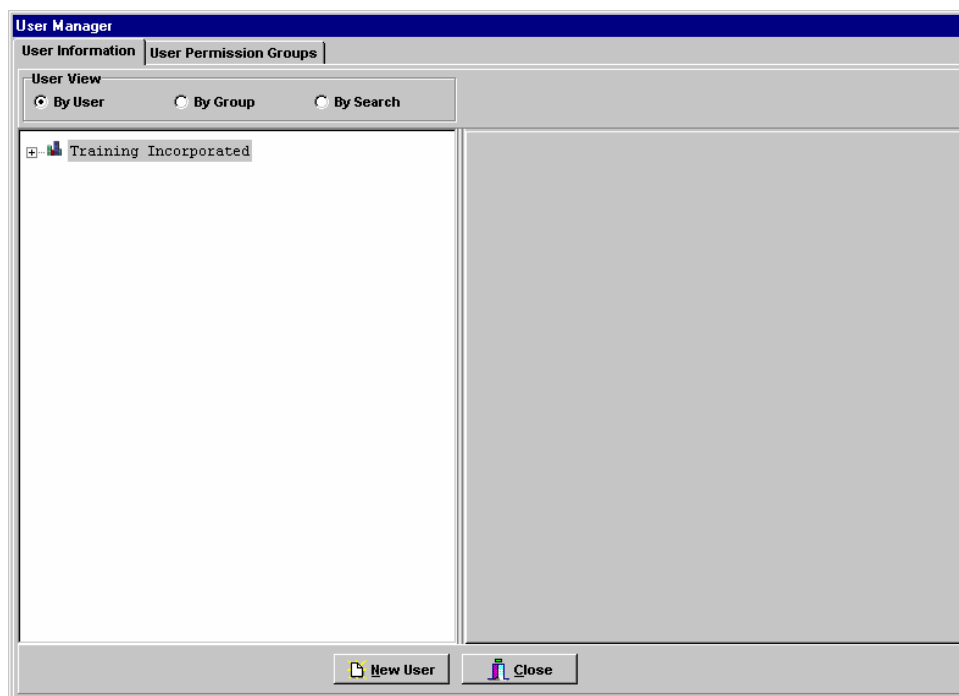 User Manager
User Information User Permission Groups
User View
By User By Group By Search
Training Incorporated
New User Close